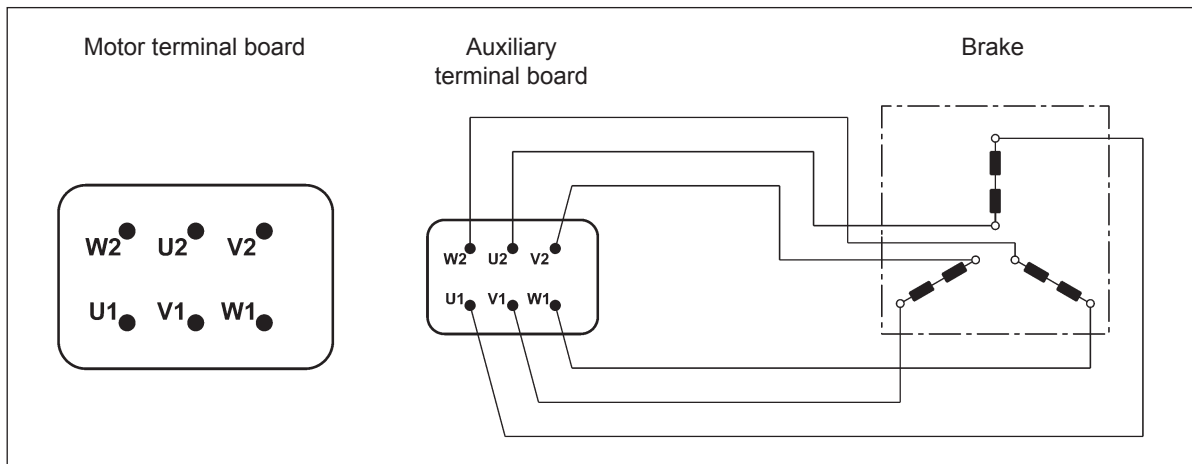 Motor terminal board
Auxiliary
terminal board
Brake
W2 U2 V2
U1 V1 W1
W2 U2 V2
U1 V1 W1